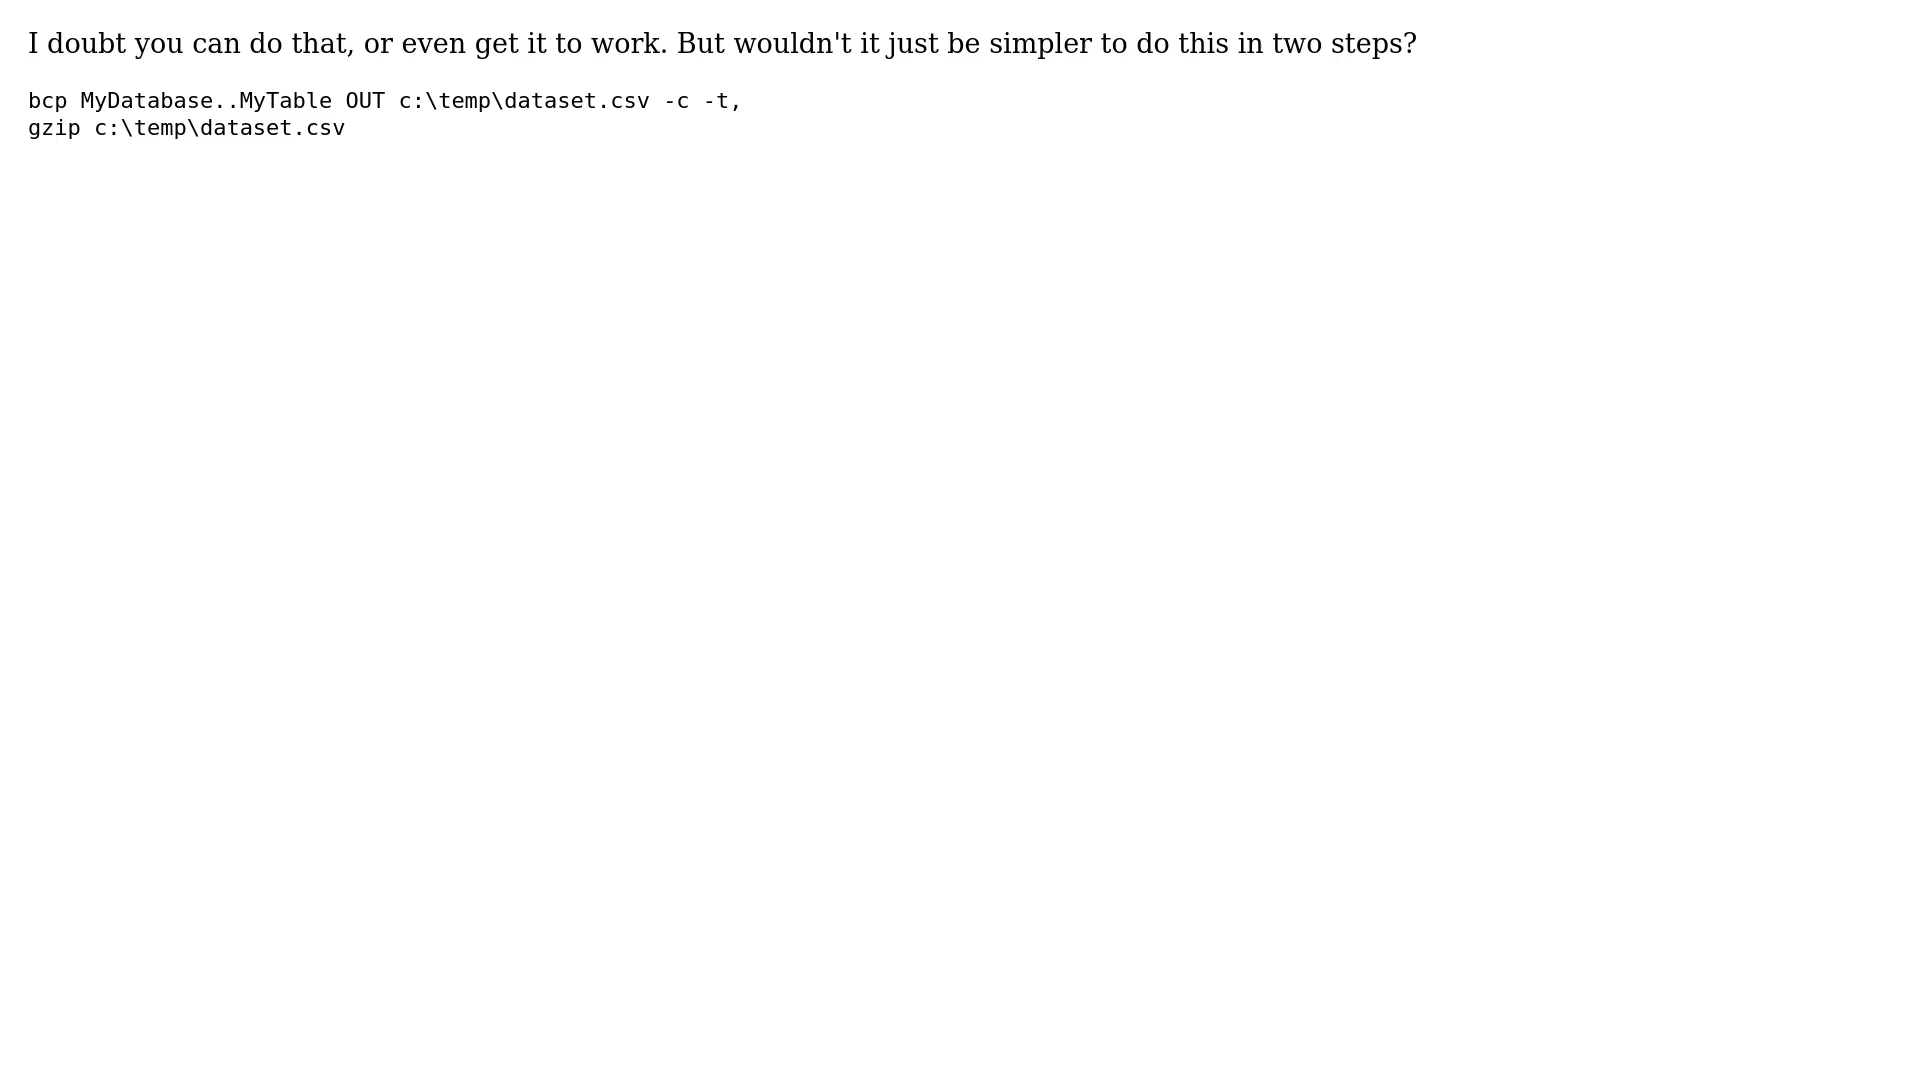 I doubt you can do that, or even get it to work. But wouldn't it just be simpler to do this in two steps?
bcp MyDatabase..MyTable OUT c:\temp\dataset.csv -c -t,
gzip c:\temp\dataset.csv